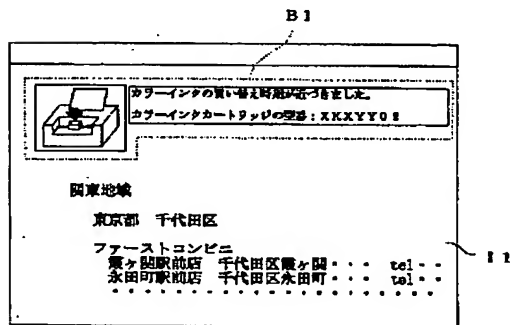 B1
カラーインクの買い替え時期が近づきました。
カラーインクカートリッジの型番：XKXYY02
関東地域
東京都 千代田区
ファーストコンビニ
霞ヶ関駅前店 千代田区霞ヶ関・・・ tel・・
永田町駅前店 千代田区永田町・・・ tel・・
・・・・・・・・・・・・・・・・・
I1